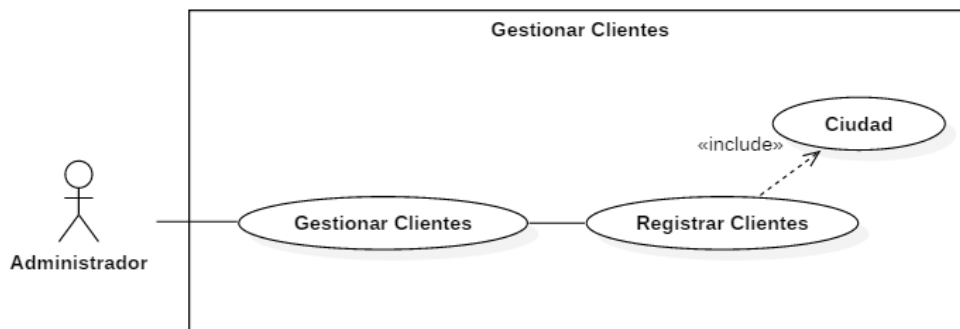 Gestionar Clientes
Ciudad
«include»
Gestionar Clientes
Registrar Clientes
Administrador